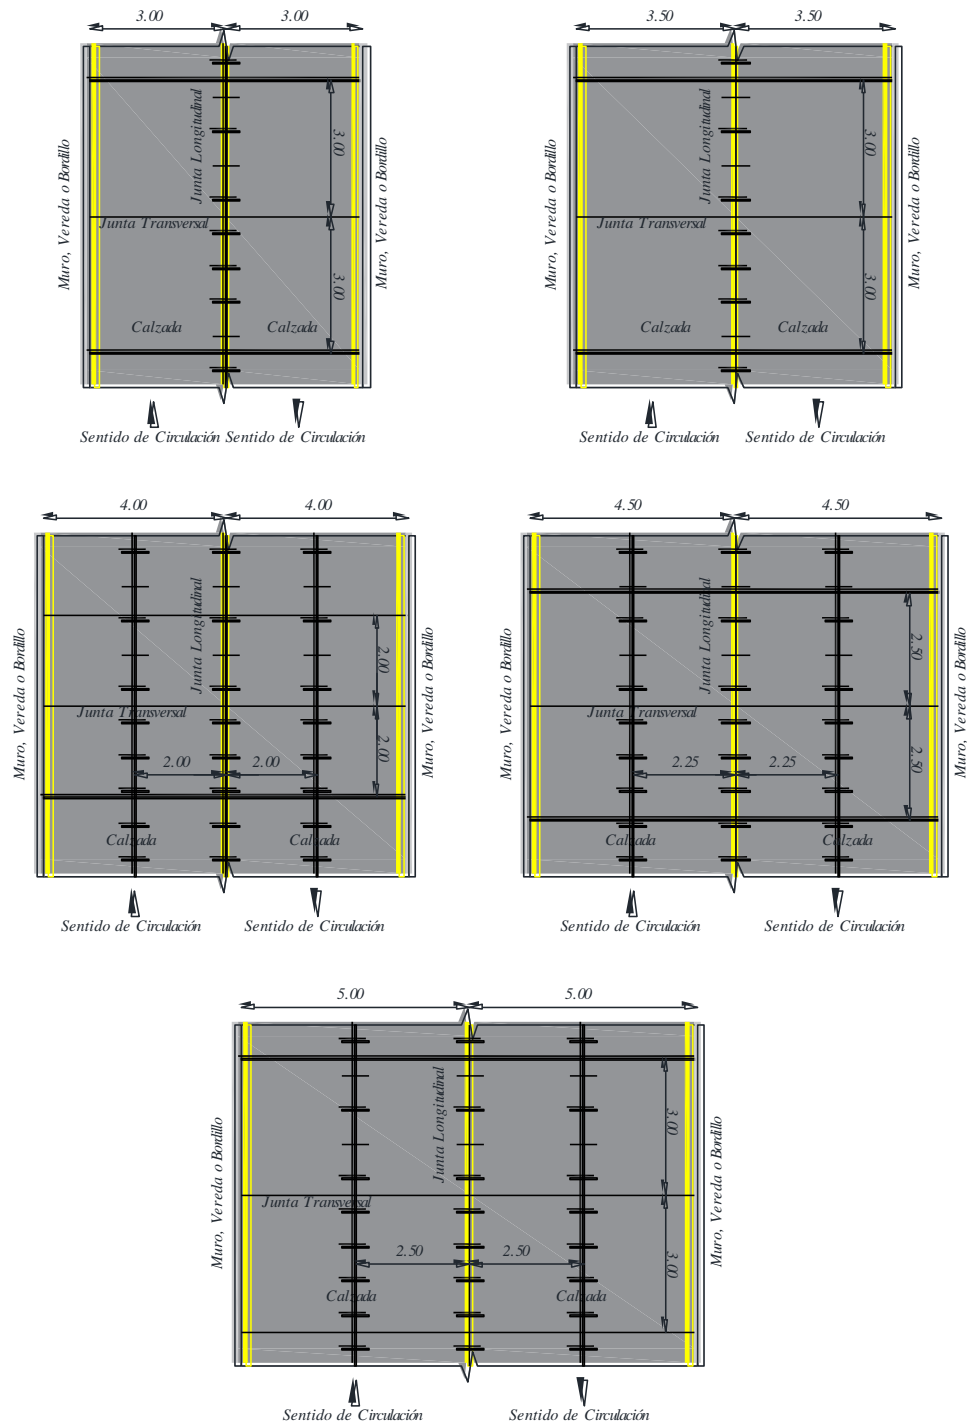 3.00 3.00
Muro, Vereda o Bordillo
Junta Longitudinal
3.00
Junta Transversal
3.00
Calzada Calzada
Muro, Vereda o Bordillo
Sentido de Circulación Sentido de Circulación
3.50 3.50
Muro, Vereda o Bordillo
Junta Longitudinal
3.00
Junta Transversal
3.00
Calzada Calzada
Muro, Vereda o Bordillo
Sentido de Circulación Sentido de Circulación
4.00 4.00
Muro, Vereda o Bordillo
Junta Longitudinal
2.00
Junta Transversal
2.00
2.00 2.00
Calzada Calzada
Muro, Vereda o Bordillo
Sentido de Circulación Sentido de Circulación
4.50 4.50
Muro, Vereda o Bordillo
Junta Longitudinal
2.50
Junta Transversal
2.50
2.25 2.25
Calzada Calzada
Muro, Vereda o Bordillo
Sentido de Circulación Sentido de Circulación
5.00 5.00
Muro, Vereda o Bordillo
Junta Longitudinal
3.00
Junta Transversal
3.00
2.50 2.50
Calzada Calzada
Muro, Vereda o Bordillo
Sentido de Circulación Sentido de Circulación